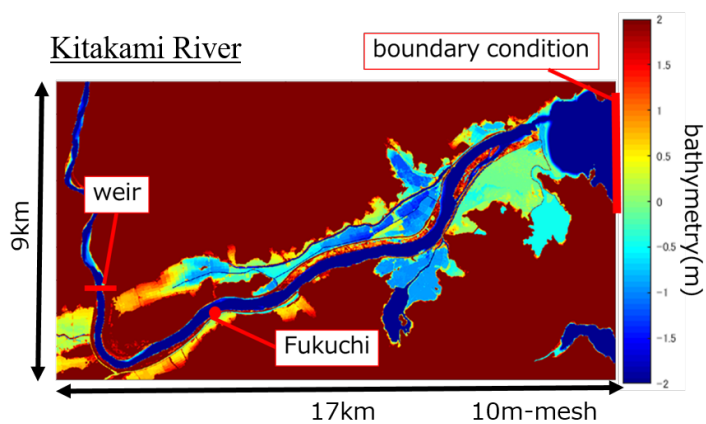 Kitakami River
boundary condition
weir
Fukuchi
9km
17km
10m-mesh
2
1.5
1
0.5
0
-0.5
-1
-1.5
-2
bathymetry(m)